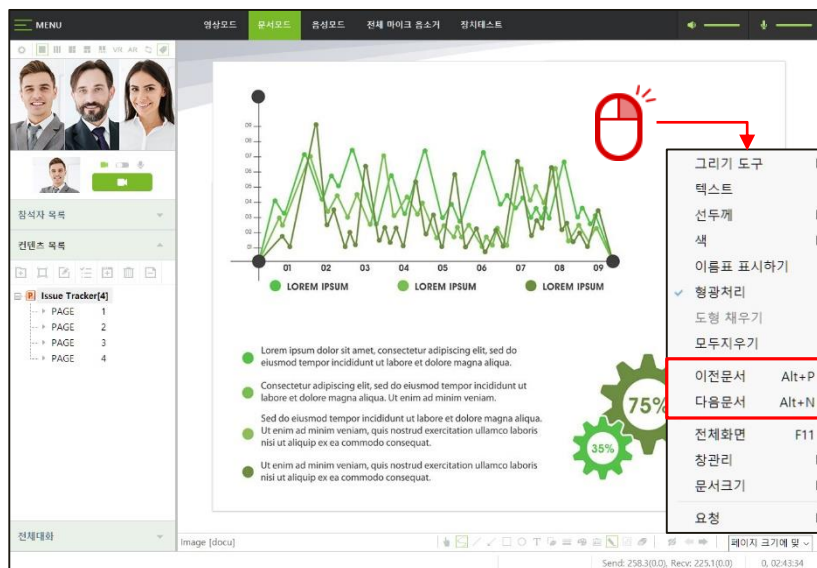 MENU
영상모드 문서모드 음성모드 전체 마이크 음소거 장치테스트
VR AR
참석자 목록
컨텐츠 목록
Issue Tracker[4]
PAGE 1
PAGE 2
PAGE 3
PAGE 4
전체대화
01 02 03 04 05 06 07 08 09
LOREM IPSUM LOREM IPSUM LOREM IPSUM
Lorem ipsum dolor sit amet, consectetur adipiscing elit, sed do
eiusmod tempor incididunt ut labore et dolore magna aliqua.
Consectetur adipiscing elit, sed do eiusmod tempor incididunt ut
labore et dolore magna aliqua. Ut enim ad minim veniam.
Sed do eiusmod tempor incididunt ut labore et dolore magna aliqua.
Ut enim ad minim veniam, quis nostrud exercitation ullamco laboris
nisi ut aliquip ex ea commodo consequat.
Ut enim ad minim veniam, quis nostrud exercitation ullamco laboris
nisi ut aliquip ex ea commodo consequat.
75%
35%
그리기 도구
텍스트
선두께
색
이름표 표시하기
형광처리
도형 채우기
모두지우기
이전문서 Alt+P
다음문서 Alt+N
전체화면 F11
창관리
문서크기
요청
Image [docu]
페이지 크기에 맞
Send: 258.3(0.0), Recv: 225.1(0.0) 0, 02:43:34